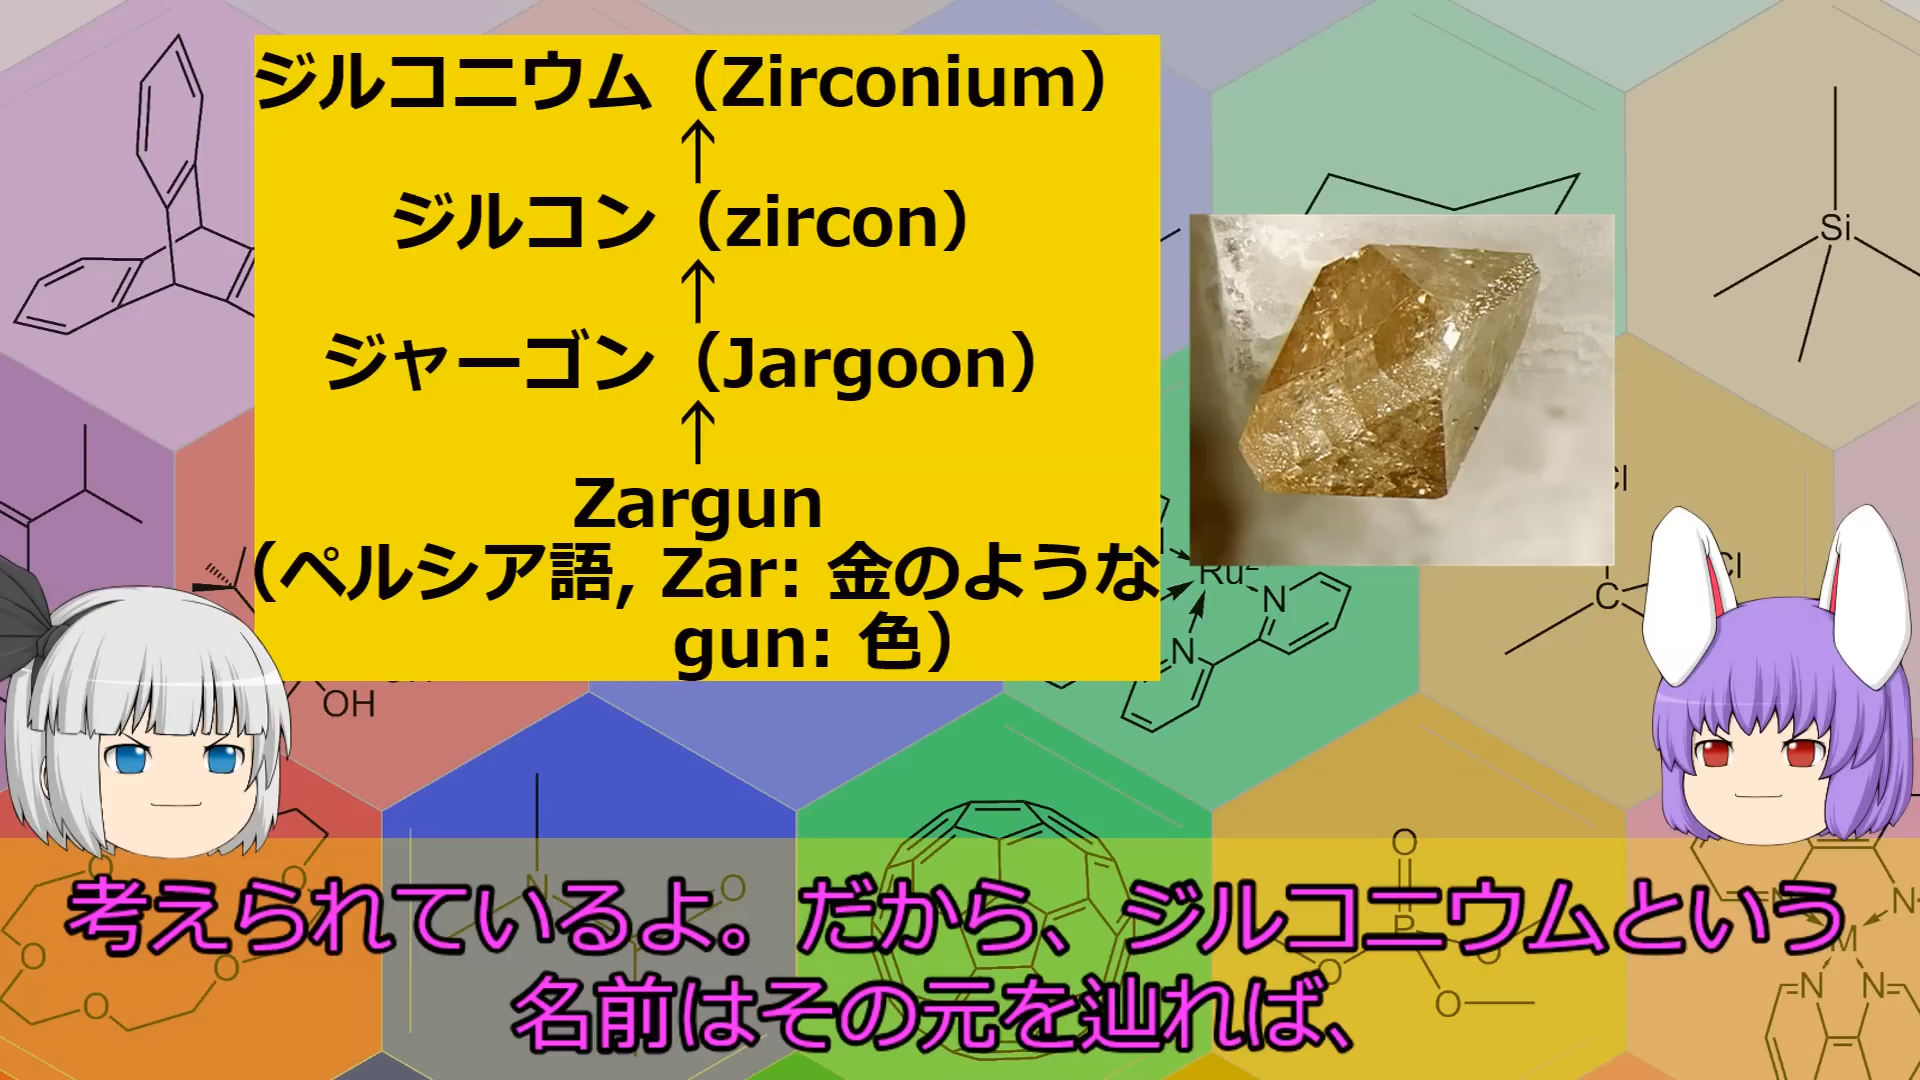 ジルコニウム（Zirconium）
↑
ジルコン（zircon）
↑
ジャーゴン（Jargoon）
↑
Zargun
（ペルシア語, Zar: 金のような
gun: 色）
Si
Cl
Cl
C
N
N
OH
N
O
O
O
O
O
O
P
O
O
N
N
M
N
N
考えられているよ。だから、ジルコニウムという
名前はその元を辿れば、